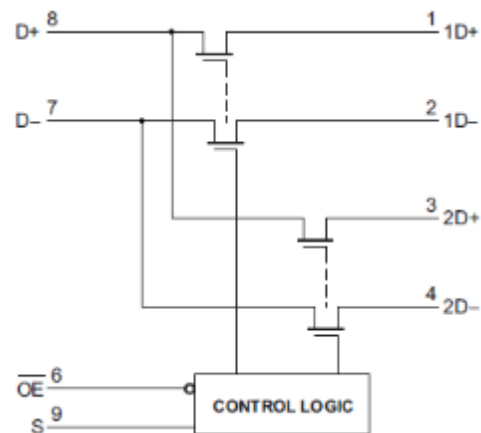 D+ 8 1 1D+
D– 7 2 1D–
3 2D+
4 2D–
OE 6
CONTROL LOGIC
S 9